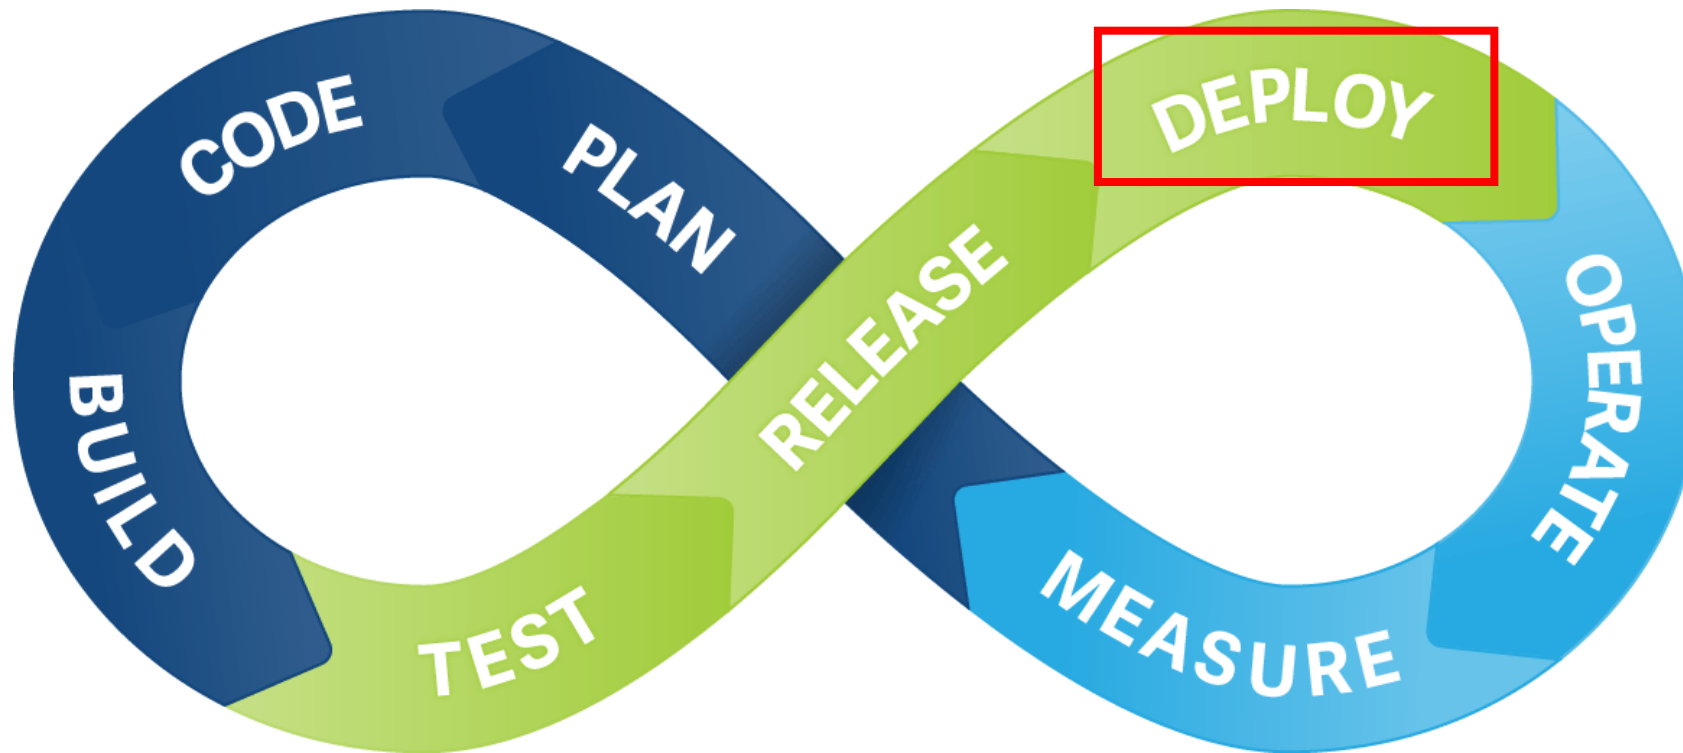 PLAN
CODE
BUILD
TEST
RELEASE
DEPLOY
OPERATE
MEASURE